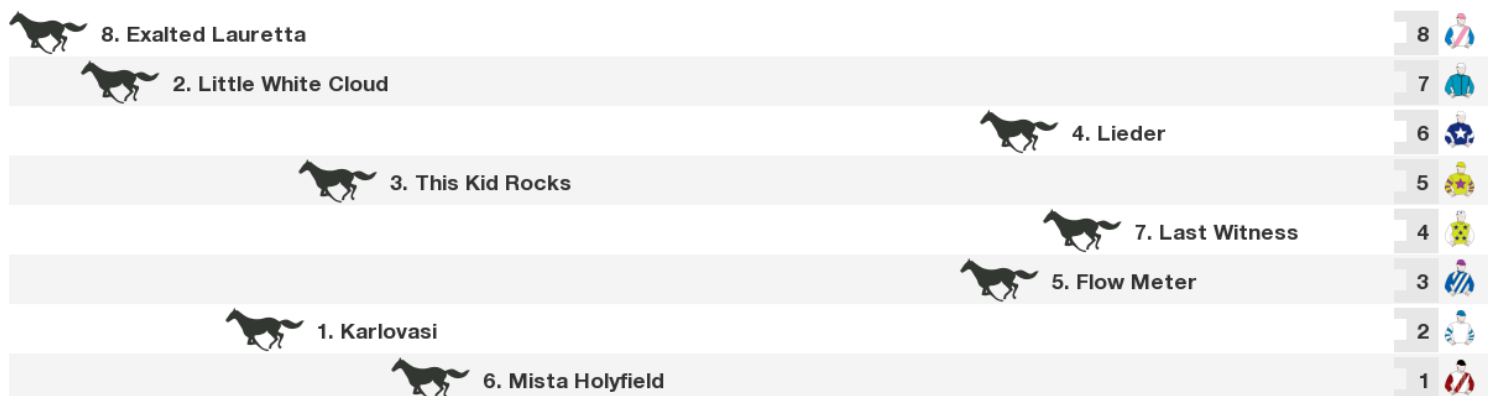 8. Exalted Lauretta 8
2. Little White Cloud 7
4. Lieder 6
3. This Kid Rocks 5
7. Last Witness 4
5. Flow Meter 3
1. Karlovasi 2
6. Mista Holyfield 1